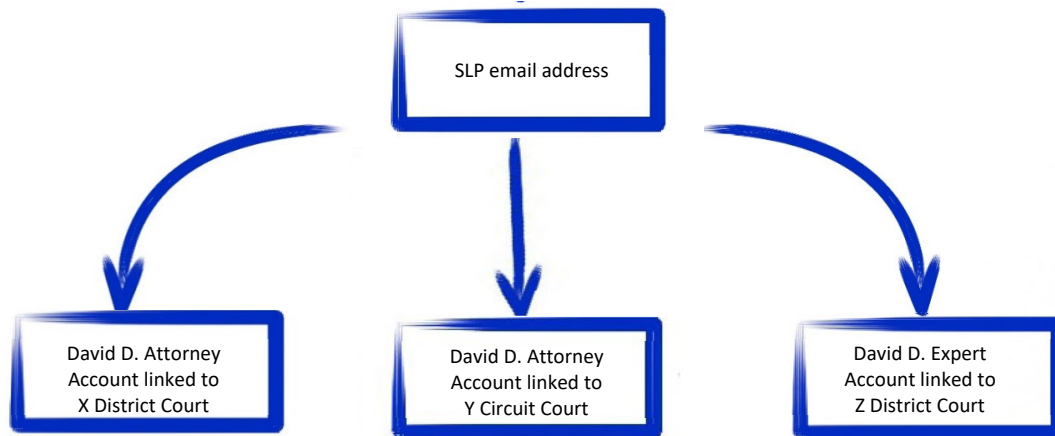 SLP email address
David D. Attorney
Account linked to
X District Court
David D. Attorney
Account linked to
Y Circuit Court
David D. Expert
Account linked to
Z District Court